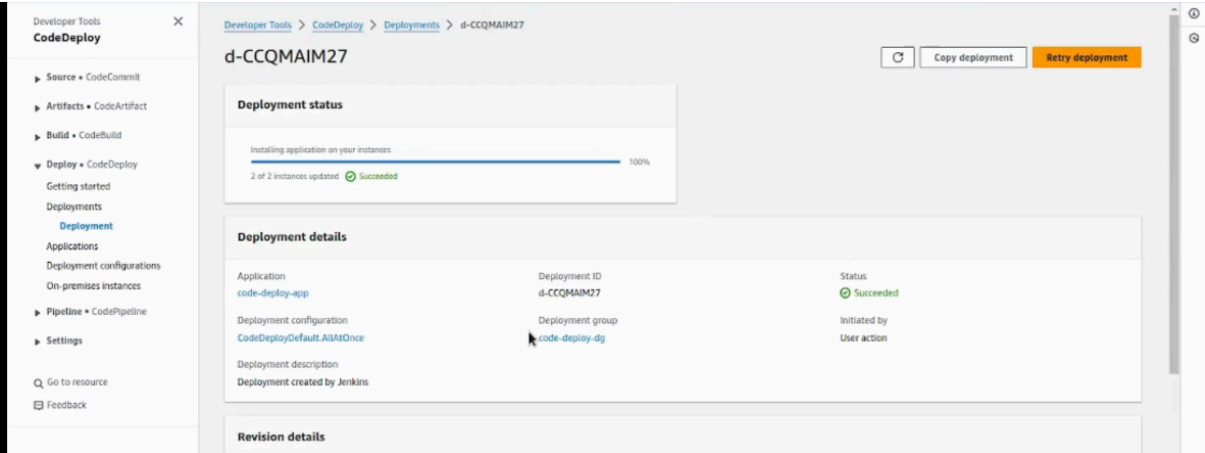 Developer Tools
CodeDeploy
Source • CodeCommit
Artifacts • CodeArtifact
Build • CodeBuild
Deploy • CodeDeploy
Getting started
Deployments
Deployment
Applications
Deployment configurations
On-premises instances
Pipeline • CodePipeline
Settings
Go to resource
Feedback
Developer Tools > CodeDeploy > Deployments > d-CCQMAIM27
d-CCQMAIM27
Copy deployment
Retry deployment
Deployment status
Installing application on your instances
100%
2 of 2 instances updated Succeeded
Deployment details
Application
code-deploy-app
Deployment ID
d-CCQMAIM27
Status
Succeeded
Deployment configuration
CodeDeployDefault.AllAtOnce
Deployment group
code-deploy-dg
Initiated by
User action
Deployment description
Deployment created by Jenkins
Revision details